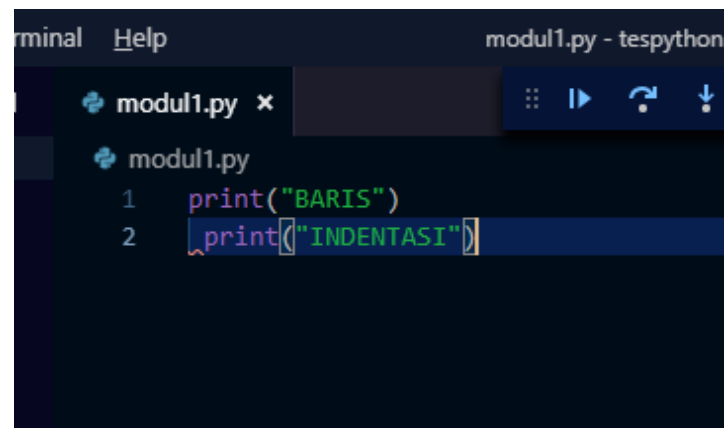 rminal Help modul1.py - tespython
modul1.py ×
modul1.py
1 print("BARIS")
2  print("INDENTASI")